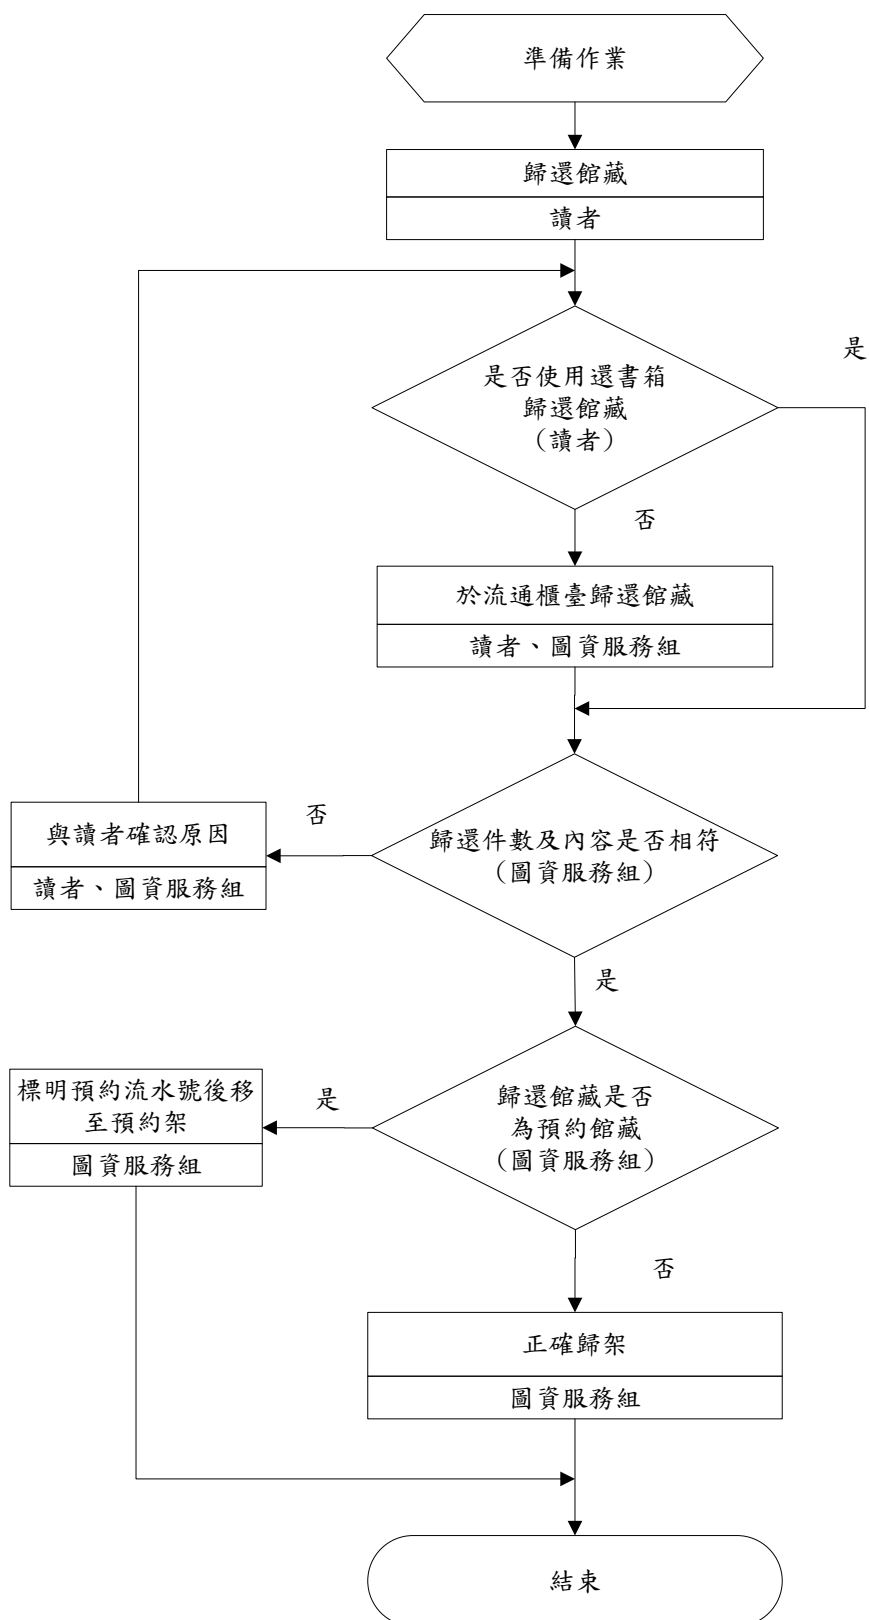 準備作業
歸還館藏
讀者
是否使用還書箱
歸還館藏
（讀者）
是
否
於流通櫃臺歸還館藏
讀者、圖資服務組
歸還件數及內容是否相符
（圖資服務組）
否
與讀者確認原因
讀者、圖資服務組
是
歸還館藏是否
為預約館藏
（圖資服務組）
是
標明預約流水號後移
至預約架
圖資服務組
否
正確歸架
圖資服務組
結束